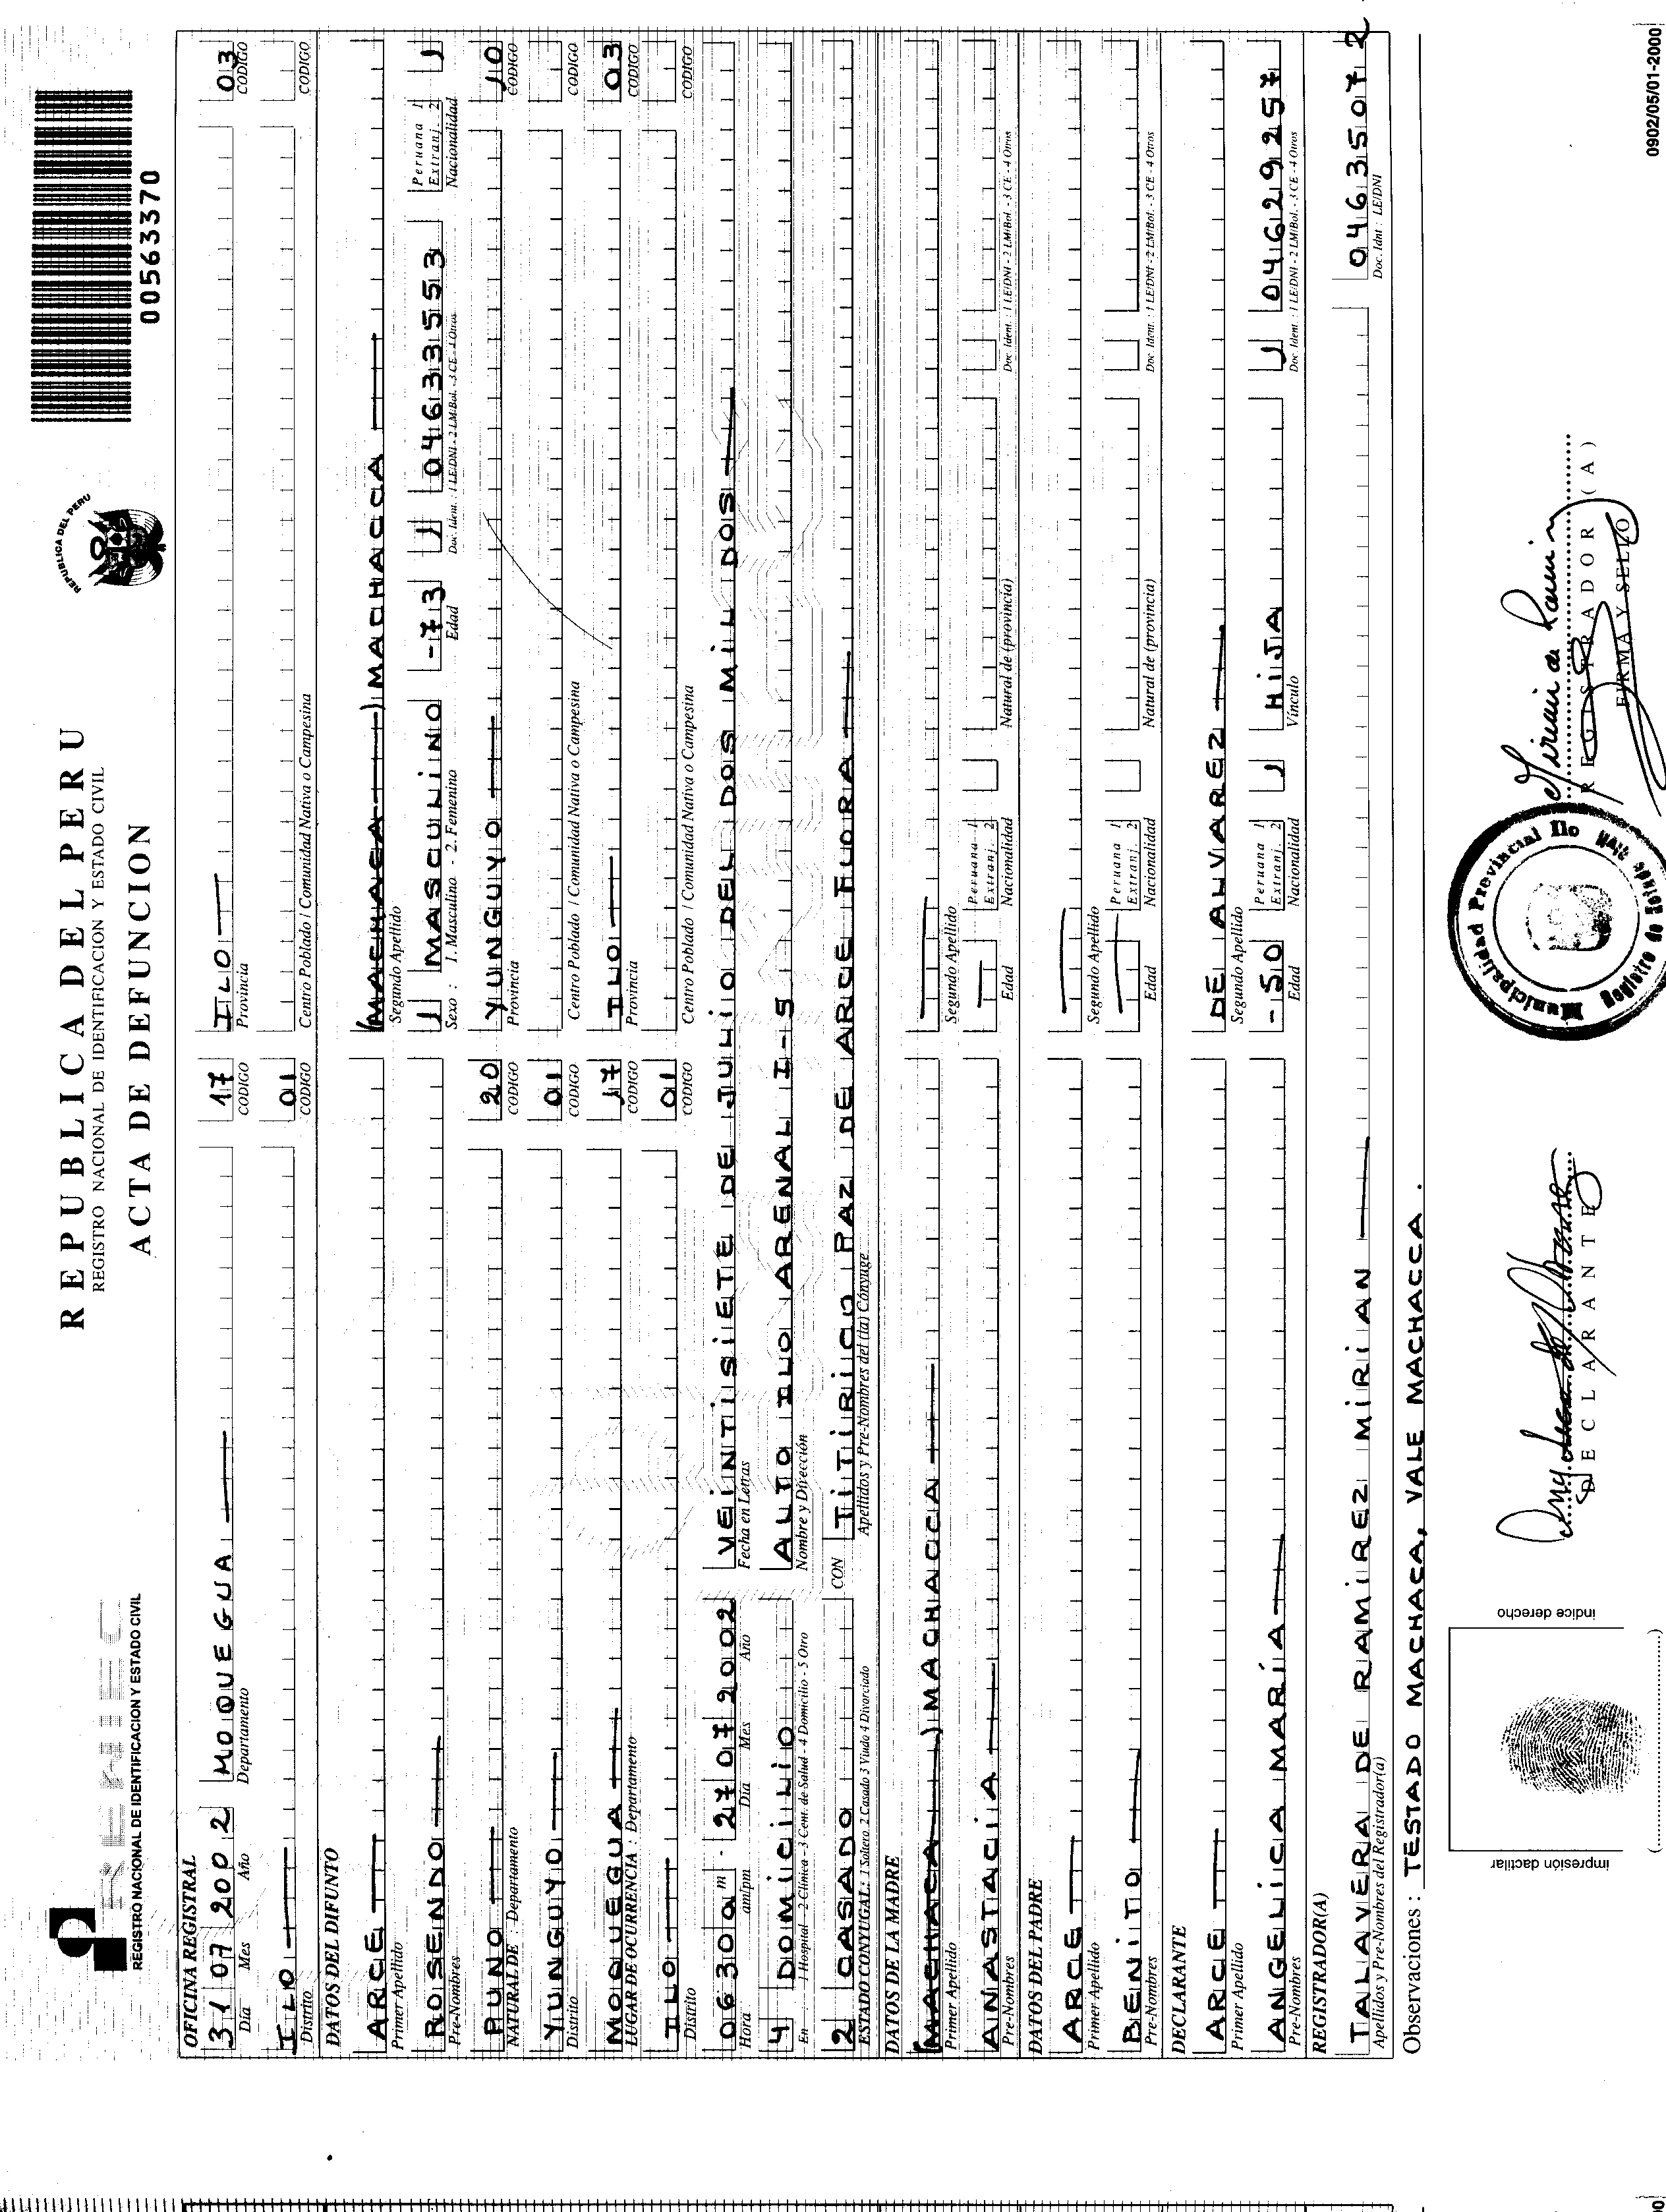 RENIEC
REGISTRO NACIONAL DE IDENTIFICACION Y ESTADO CIVIL
REPUBLICA DEL PERU
REGISTRO NACIONAL DE IDENTIFICACION Y ESTADO CIVIL
ACTA DE DEFUNCION
REPUBLICA DEL PERU
00563370
OFICINA REGISTRAL
31 07 2002 MOQUEGUA 17 ILO 03
Día Mes Año Departamento CODIGO Provincia CODIGO
ILO 01
Distrito CODIGO Centro Poblado / Comunidad Nativa o Campesina CODIGO
DATOS DEL DIFUNTO
ARCE (MACHACA) MACHACCA
Primer Apellido Segundo Apellido
ROSENDO 1 MASCULINO -73 1 04633553 Peruana 1 Extranj. 2 1
Pre-Nombres Sexo : 1. Masculino - 2. Femenino Edad Doc. Ident. : 1 LE/DNI - 2 LM/Bol. - 3 CE - 4 Otros Nacionalidad
PUNO 20 YUNGUYO 10
NATURAL DE Departamento CODIGO Provincia CODIGO
YUNGUYO 01
Distito CODIGO Centro Poblado / Comunidad Nativa o Campesina CODIGO
MOQUEGUA 17 ILO 03
LUGAR DE OCURRENCIA : Departamento CODIGO Provincia CODIGO
ILO 01
Distrito CODIGO Centro Poblado / Comunidad Nativa o Campesina CODIGO
06 30 a m. 27 07 2002 VEINTISIETE DE JULIO DEL DOS MIL DOS
Hora am/pm Día Mes Año Fecha en Letras
4 DOMICILIO ALTO ILO ARENAL I-5
En 1 Hospital - 2 Clínica - 3 Cent. de Salud - 4 Domicilio - 5 Otro Nombre y Dirección
2 CASADO CON TITIRICO PAZ DE ARCE FLORA
ESTADO CONYUGAL: 1 Soltero, 2 Casado 3 Viudo 4 Divorciado Apellidos y Pre-Nombres del (la) Cónyuge
DATOS DE LA MADRE
(MACHACA) MACHACCA
Primer Apellido Segundo Apellido
ANASTACIA Peruana 1 Extranj. 2
Pre-Nombres Edad Nacionalidad Natural de (provincia) Doc. Ident. : 1 LE/DNI - 2 LM/Bol. - 3 CE - 4 Otros
DATOS DEL PADRE
ARCE
Primer Apellido Segundo Apellido
BENITO Peruana 1 Extranj. 2
Pre-Nombres Edad Nacionalidad Natural de (provincia) Doc. Ident. : 1 LE/DNI - 2 LM/Bol. - 3 CE - 4 Otros
DECLARANTE
ARCE DE ALVAREZ
Primer Apellido Segundo Apellido
ANGELICA MARÍA -50 Peruana 1 Extranj. 2 1 HIJA 1 04629257
Pre-Nombres Edad Nacionalidad Vínculo Doc. Ident. : 1 LE/DNI - 2 LM/Bol. - 3 CE - 4 Otros
REGISTRADOR(A)
TALAVERA DE RAMIREZ MIRIAN 04635072
Apellidos y Pre-Nombres del Registrador(a) Doc. Idnt : LE/DNI
Observaciones : TESTADO MACHACA, VALE MACHACCA.
impresión dactilar
indice derecho
DECLARANTE
Municipalidad Provincial Ilo
REGISTRADOR (A)
FIRMA Y SELLO
0902/05/01-2000